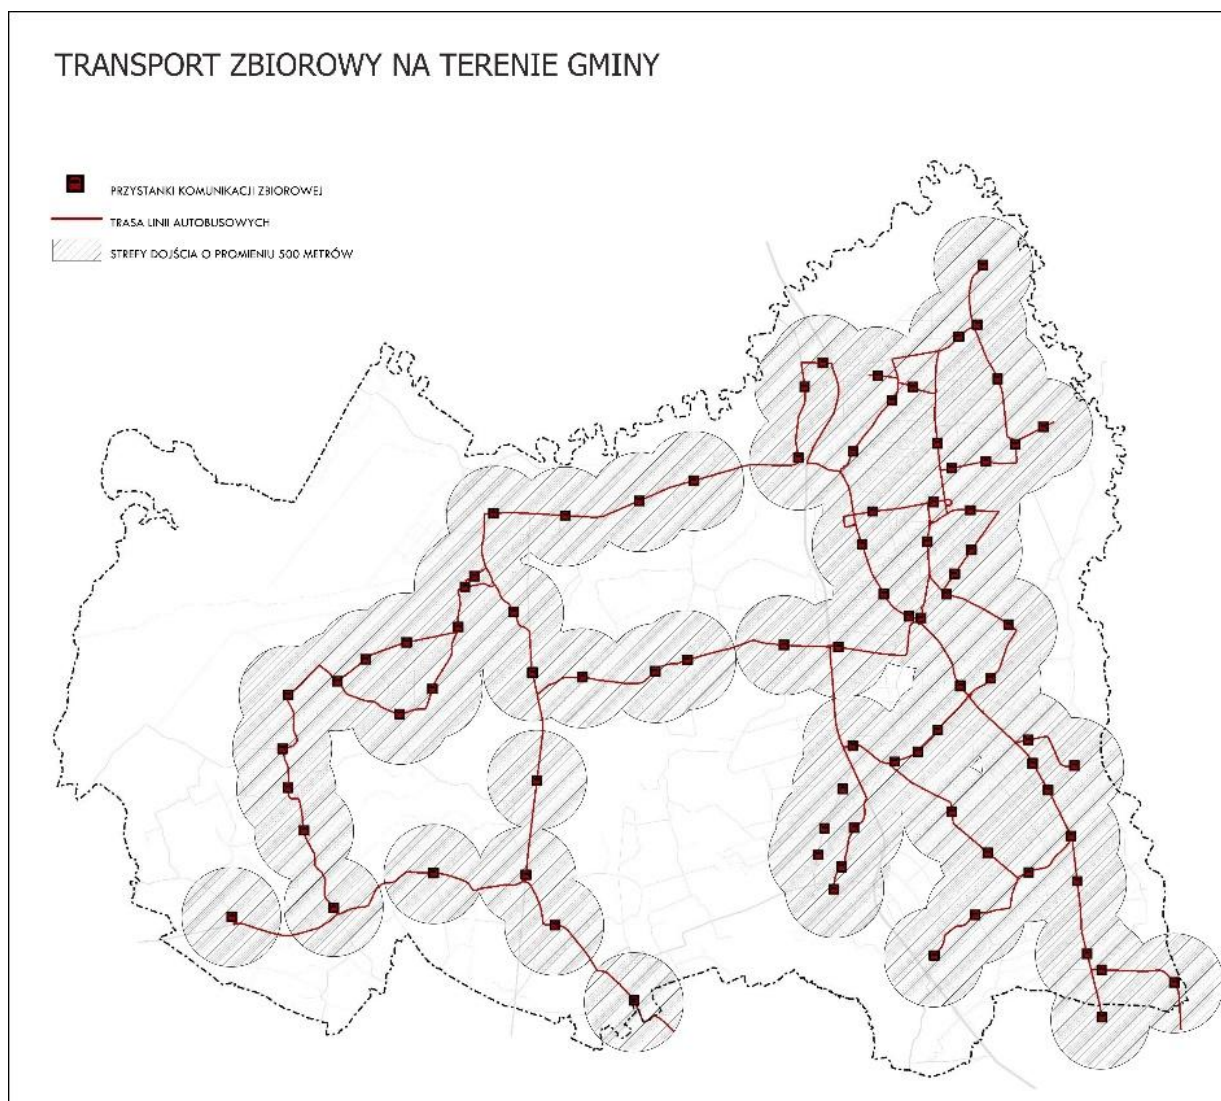 TRANSPORT ZBIOROWY NA TERENIE GMINY
PRZYSTANKI KOMUNIKACJI ZBIOROWEJ
TRASA LINII AUTOBUSOWYCH
STREFY DOJŚCIA O PROMIENIU 500 METRÓW